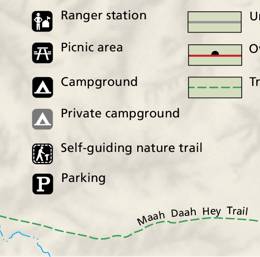 Ranger station
Picnic area
Campground
Private campground
Self-guiding nature trail
P Parking
Maah Daah Hey Trail